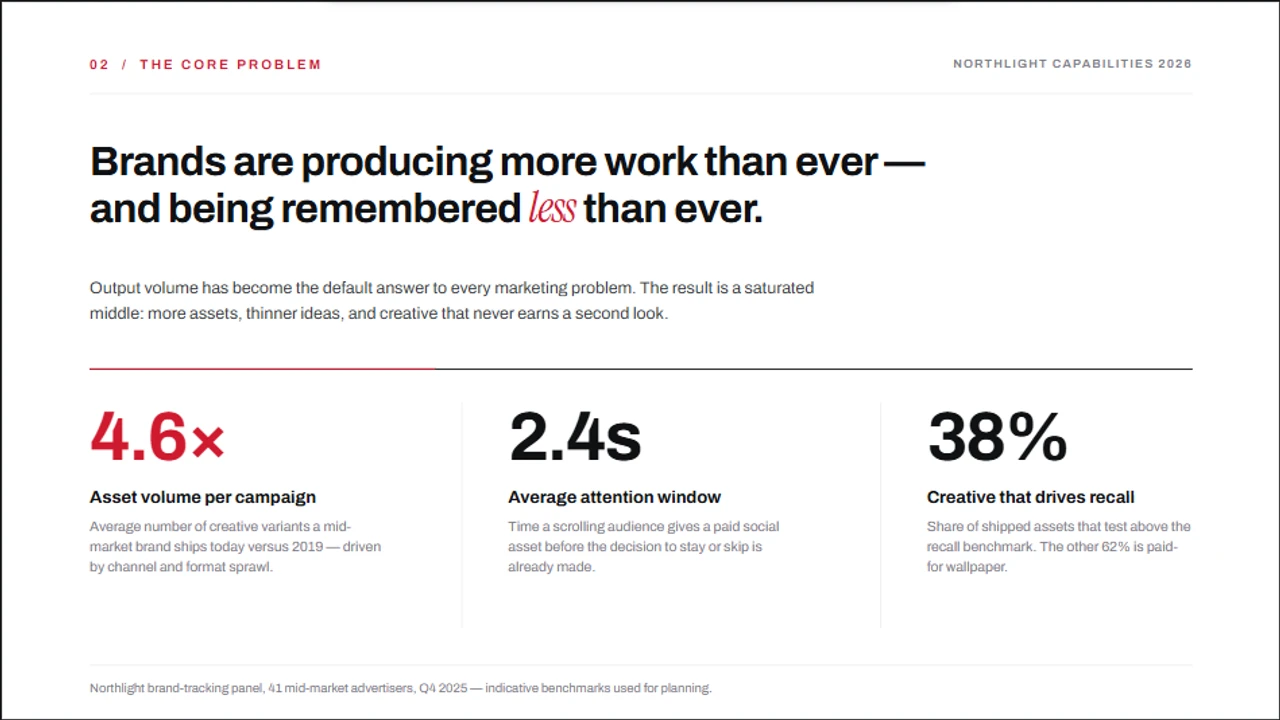 02 / THE CORE PROBLEM
NORTHLIGHT CAPABILITIES 2026
Brands are producing more work than ever —
and being remembered less than ever.
Output volume has become the default answer to every marketing problem. The result is a saturated
middle: more assets, thinner ideas, and creative that never earns a second look.
4.6×
Asset volume per campaign
Average number of creative variants a mid-
market brand ships today versus 2019 — driven
by channel and format sprawl.
2.4s
Average attention window
Time a scrolling audience gives a paid social
asset before the decision to stay or skip is
already made.
38%
Creative that drives recall
Share of shipped assets that test above the
recall benchmark. The other 62% is paid-
for wallpaper.
Northlight brand-tracking panel, 41 mid-market advertisers, Q4 2025 — indicative benchmarks used for planning.